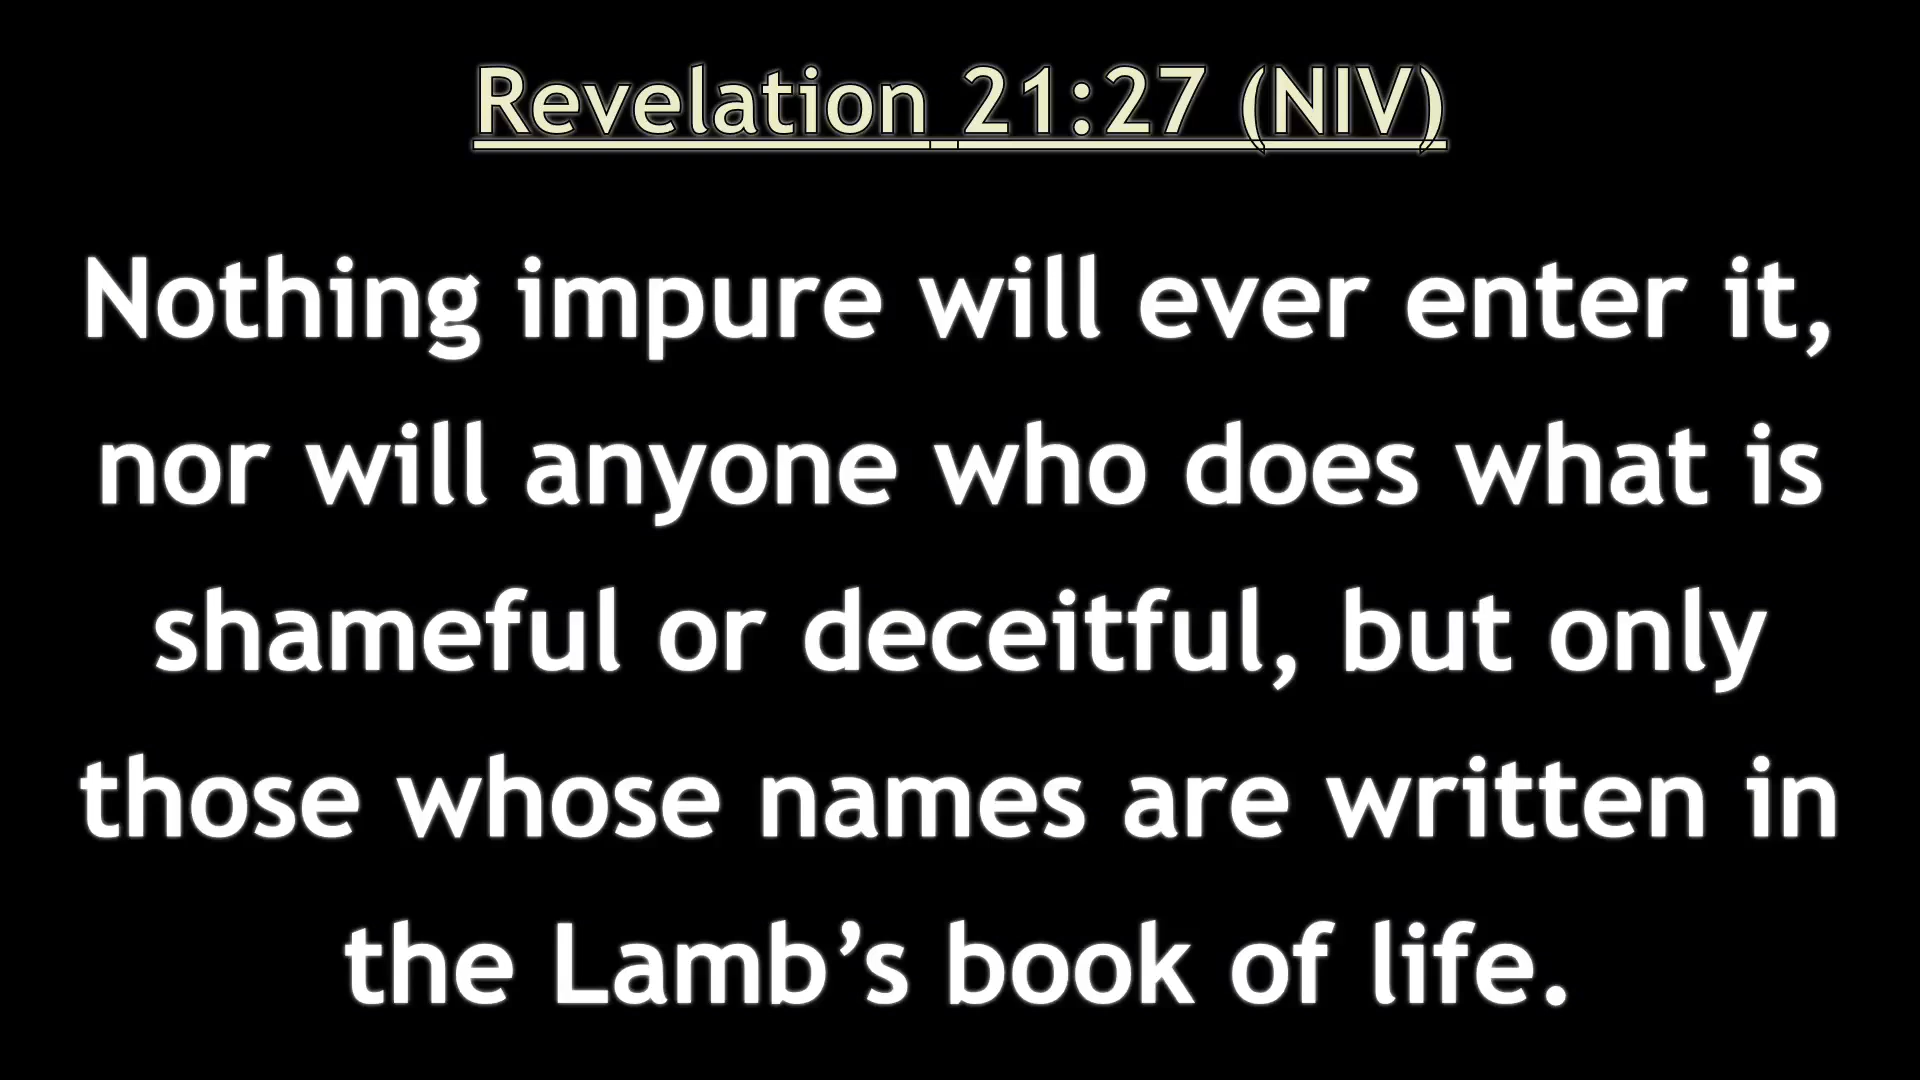 Revelation 21:27 (NIV)
Nothing impure will ever enter it,
nor will anyone who does what is
shameful or deceitful, but only
those whose names are written in
the Lamb’s book of life.